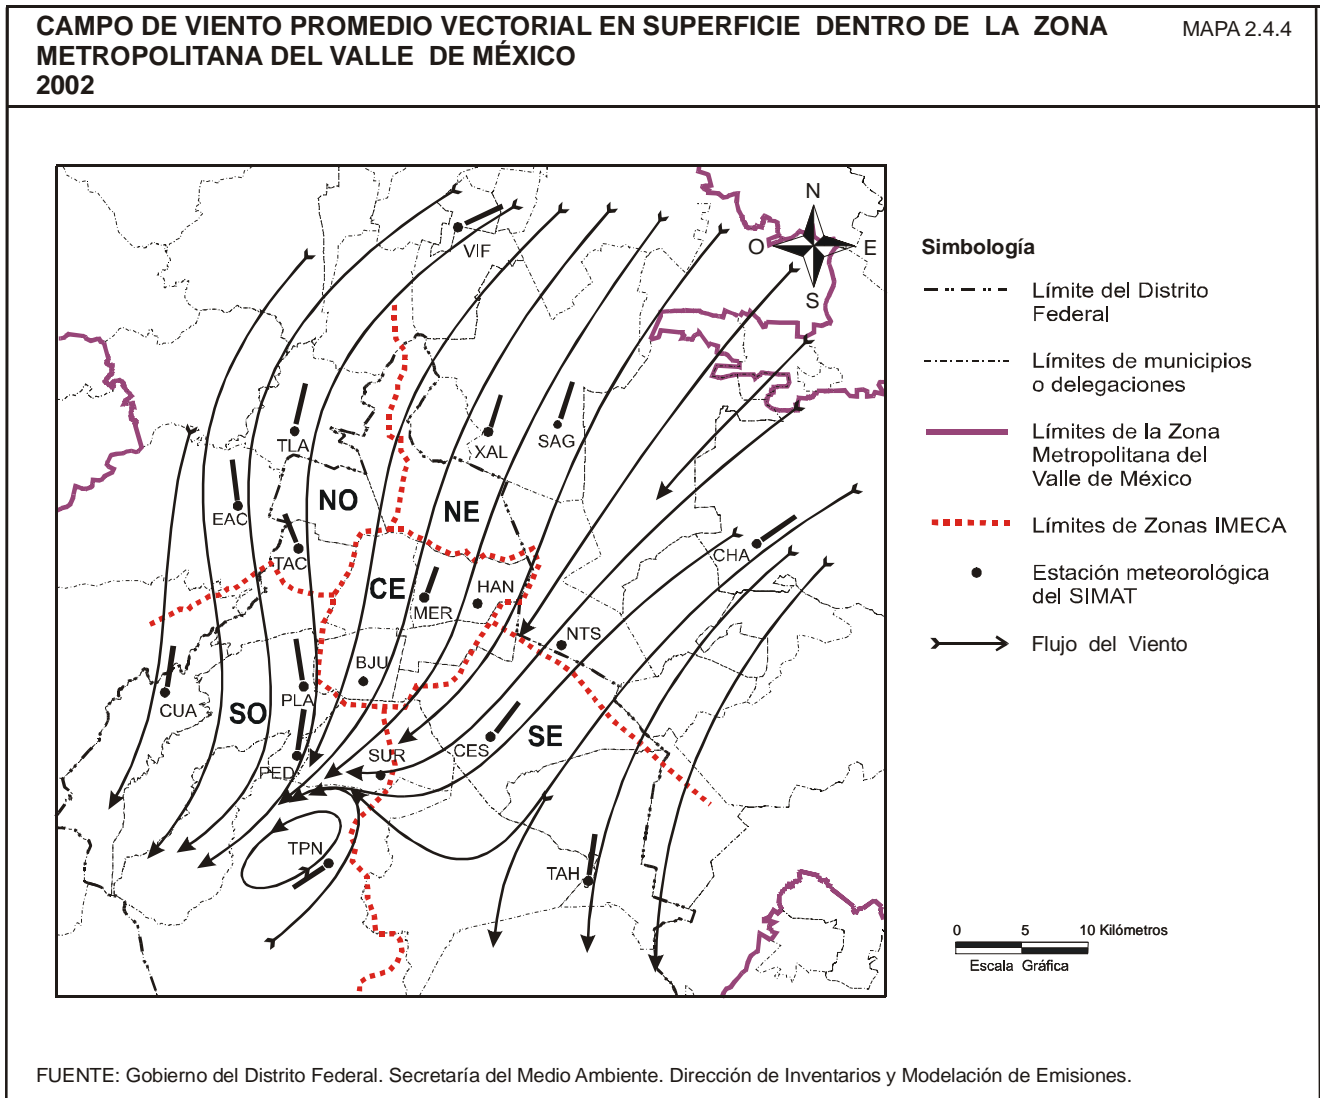 CAMPO DE VIENTO PROMEDIO VECTORIAL EN SUPERFICIE DENTRO DE LA ZONA
METROPOLITANA DEL VALLE DE MÉXICO
2002
MAPA 2.4.4
N
O
E
S
VIF
TLA
XAL
SAG
EAC
NO
NE
TAC
CHA
CE
MER
HAN
NTS
BJU
CUA
SO
PLA
SE
PED
SUR
CES
TPN
TAH
Simbología
Límite del Distrito
Federal
Límites de municipios
o delegaciones
Límites de la Zona
Metropolitana del
Valle de México
Límites de Zonas IMECA
Estación meteorológica
del SIMAT
Flujo del Viento
0 5 10 Kilómetros
Escala Gráfica
FUENTE: Gobierno del Distrito Federal. Secretaría del Medio Ambiente. Dirección de Inventarios y Modelación de Emisiones.